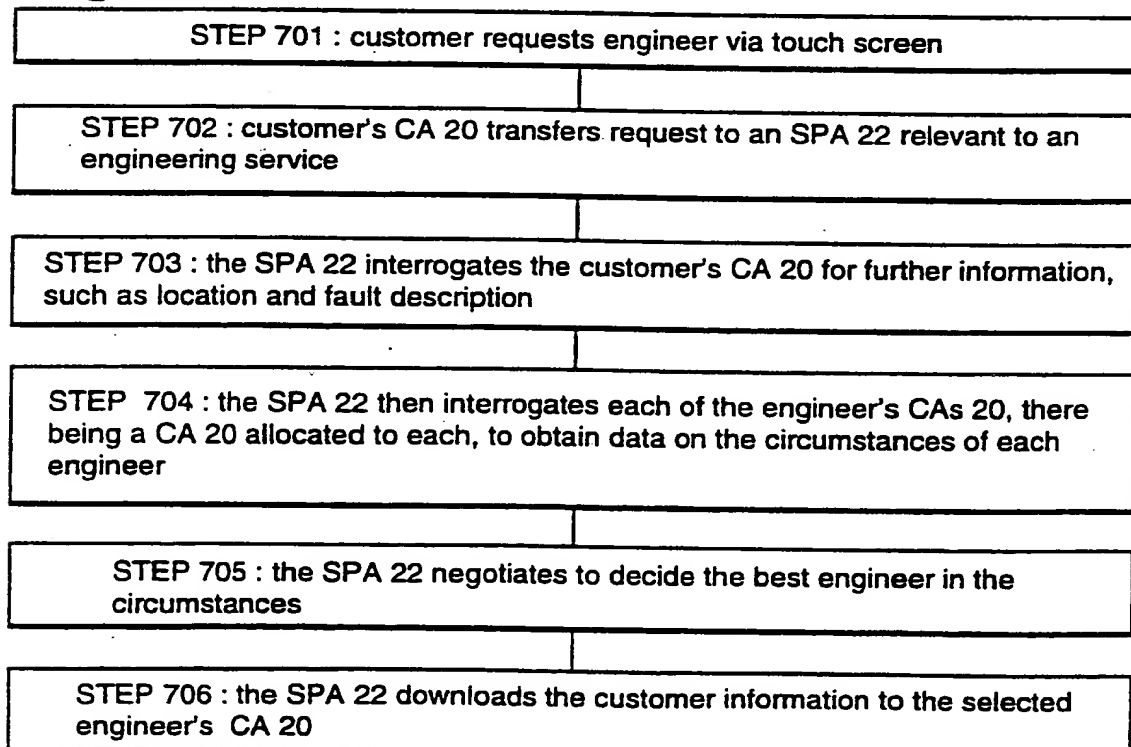 STEP 701 : customer requests engineer via touch screen
STEP 702 : customer's CA 20 transfers request to an SPA 22 relevant to an
engineering service
STEP 703 : the SPA 22 interrogates the customer's CA 20 for further information,
such as location and fault description
STEP 704 : the SPA 22 then interrogates each of the engineer's CAs 20, there
being a CA 20 allocated to each, to obtain data on the circumstances of each
engineer
STEP 705 : the SPA 22 negotiates to decide the best engineer in the
circumstances
STEP 706 : the SPA 22 downloads the customer information to the selected
engineer's CA 20